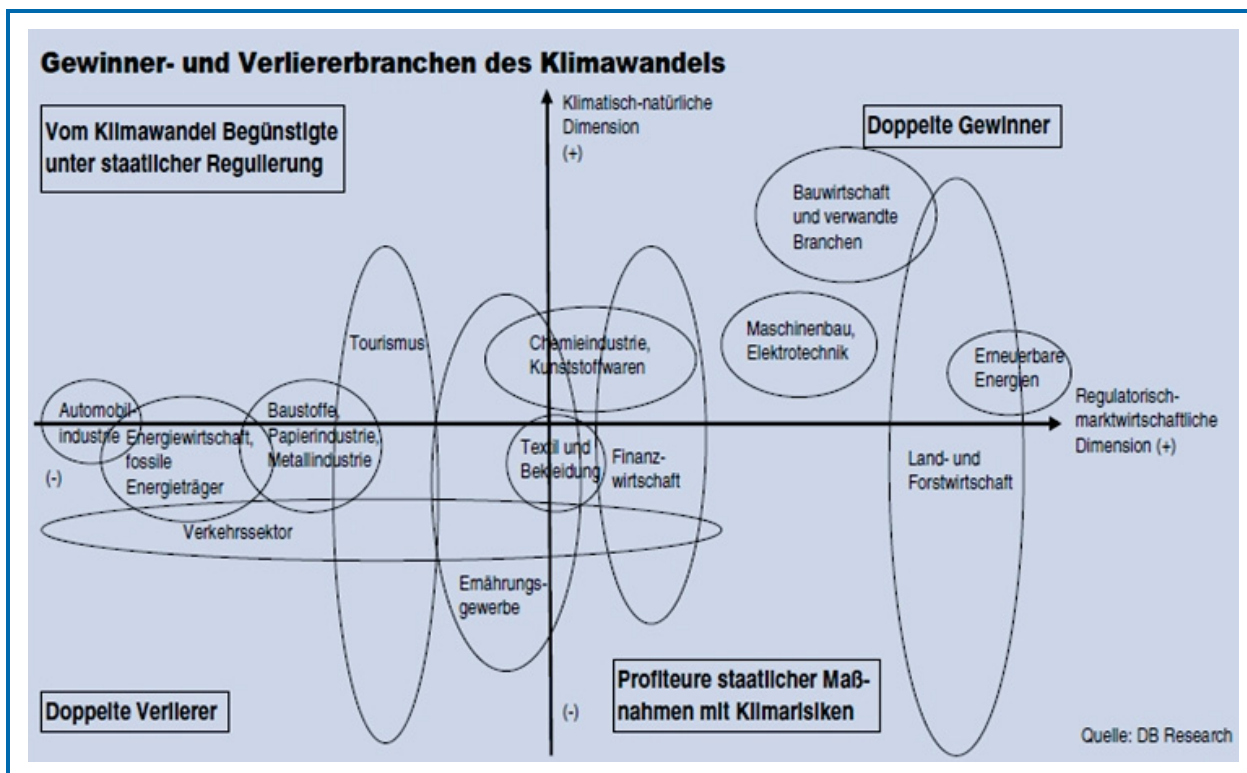 Gewinner- und Verliererbranchen des Klimawandels
Vom Klimawandel Begünstigte
unter staatlicher Regulierung
Klimatisch-natürliche
Dimension
(+)
Doppelte Gewinner
Bauwirtschaft
und verwandte
Branchen
Tourismus
Chemieindustrie,
Kunststoffwaren
Maschinenbau,
Elektrotechnik
Erneuerbare
Energien
Automobil-
industrie
Energiewirtschaft,
fossile
Energieträger
Baustoffe,
Papierindustrie,
Metallindustrie
Textil und
Bekleidung
Finanz-
wirtschaft
Land- und
Forstwirtschaft
Regulatorisch-
marktwirtschaftliche
Dimension (+)
(-)
Verkehrssektor
Ernährungs-
gewerbe
Doppelte Verlierer
(-)
Profiteure staatlicher Maß-
nahmen mit Klimarisiken
Quelle: DB Research